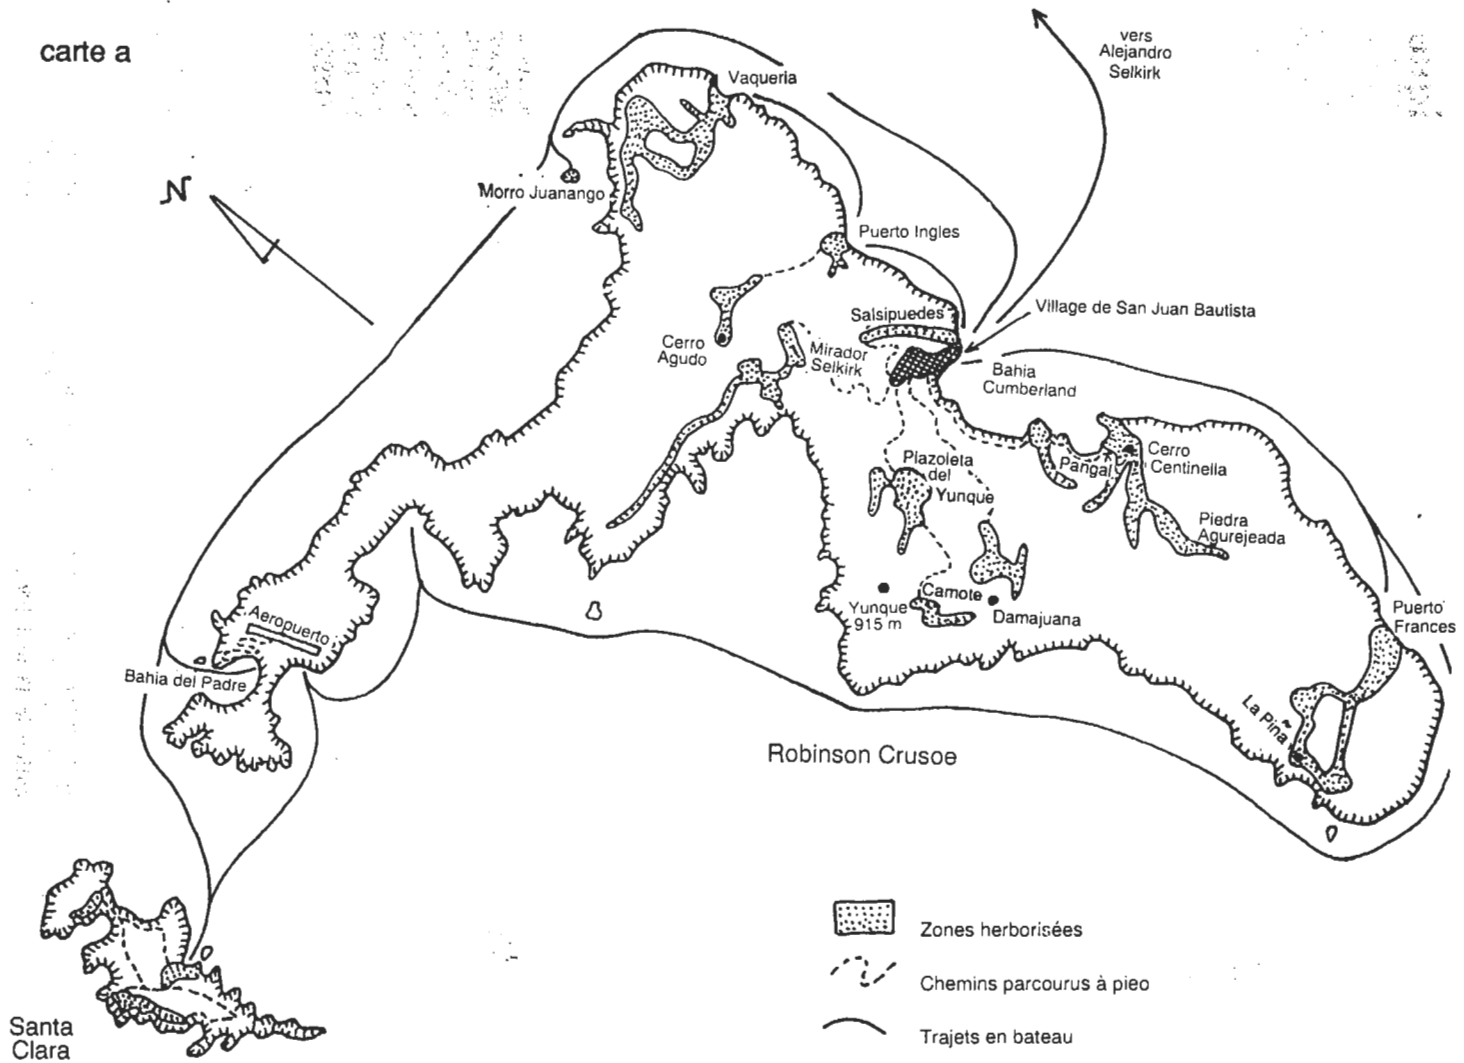 carte a
vers
Alejandro
Selkirk
Vaqueria
N
Morro Juanango
Puerto Ingles
Salsipuedes
Village de San Juan Bautista
Cerro
Agudo
Mirador
Selkirk
Bahia
Cumberland
Plazoleta
del
Yunque
Pangal
Cerro
Centinella
Piedra
Agurejeada
Yunque
915 m
Camote
Damajuana
Puerto
Frances
Aeropuerto
Bahia del Padre
La Piña
Robinson Crusoe
Zones herborisées
Chemins parcourus à pieo
Trajets en bateau
Santa
Clara